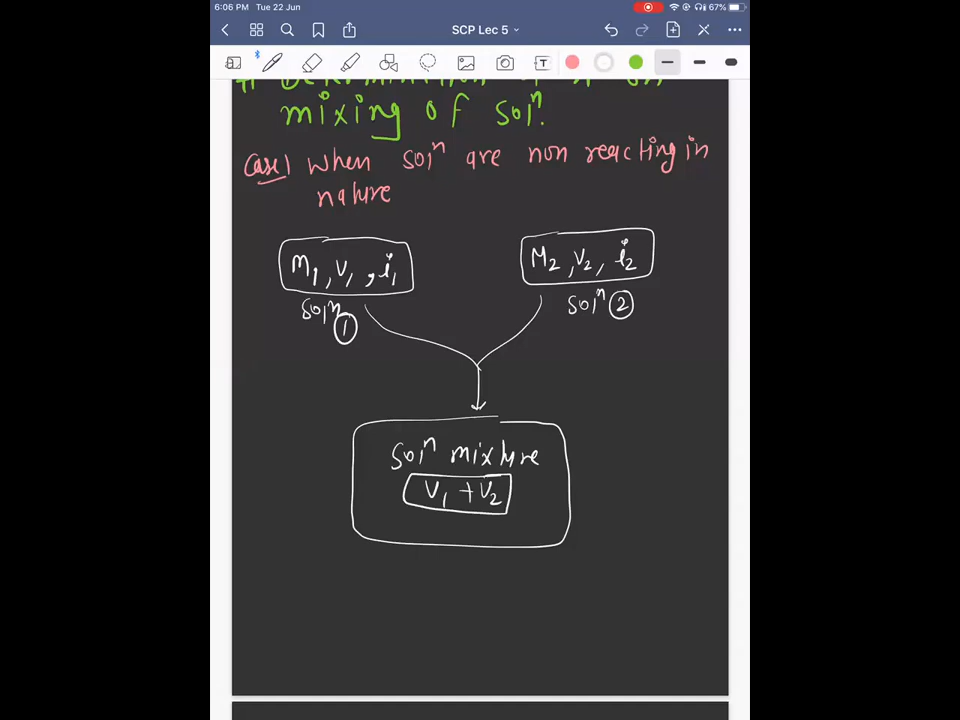 6:06 PM Tue 22 Jun 67%
SCP Lec 5
mixing of solⁿ.
Case 1 when solⁿ are non reacting in
nature
M₁, V₁, i₁
M₂, V₂, i₂
solⁿ ①
solⁿ ②
solⁿ mixture
V₁ + V₂